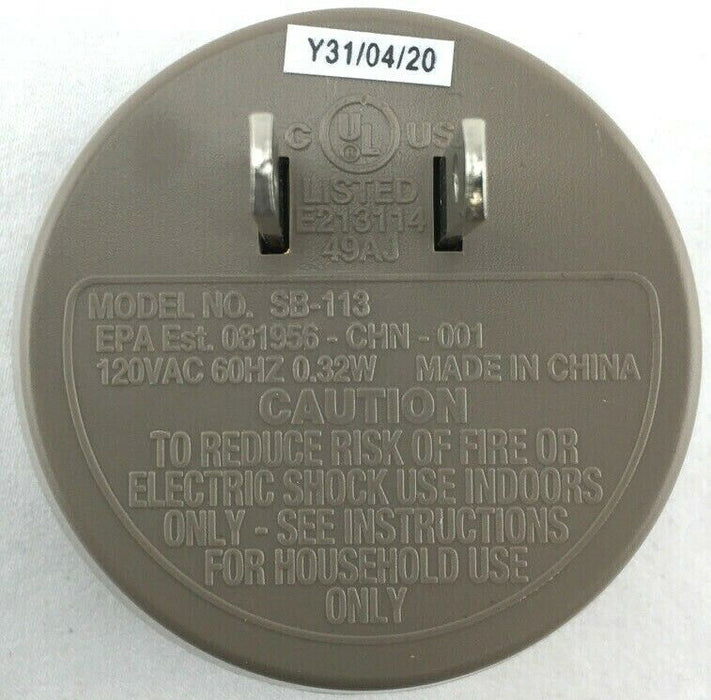 Y31/04/20
C UL US
®
LISTED
E213114
49AJ
MODEL NO. SB-113
EPA Est. 081956 - CHN - 001
120VAC 60HZ 0.32W MADE IN CHINA
CAUTION
TO REDUCE RISK OF FIRE OR
ELECTRIC SHOCK USE INDOORS
ONLY - SEE INSTRUCTIONS
FOR HOUSEHOLD USE
ONLY